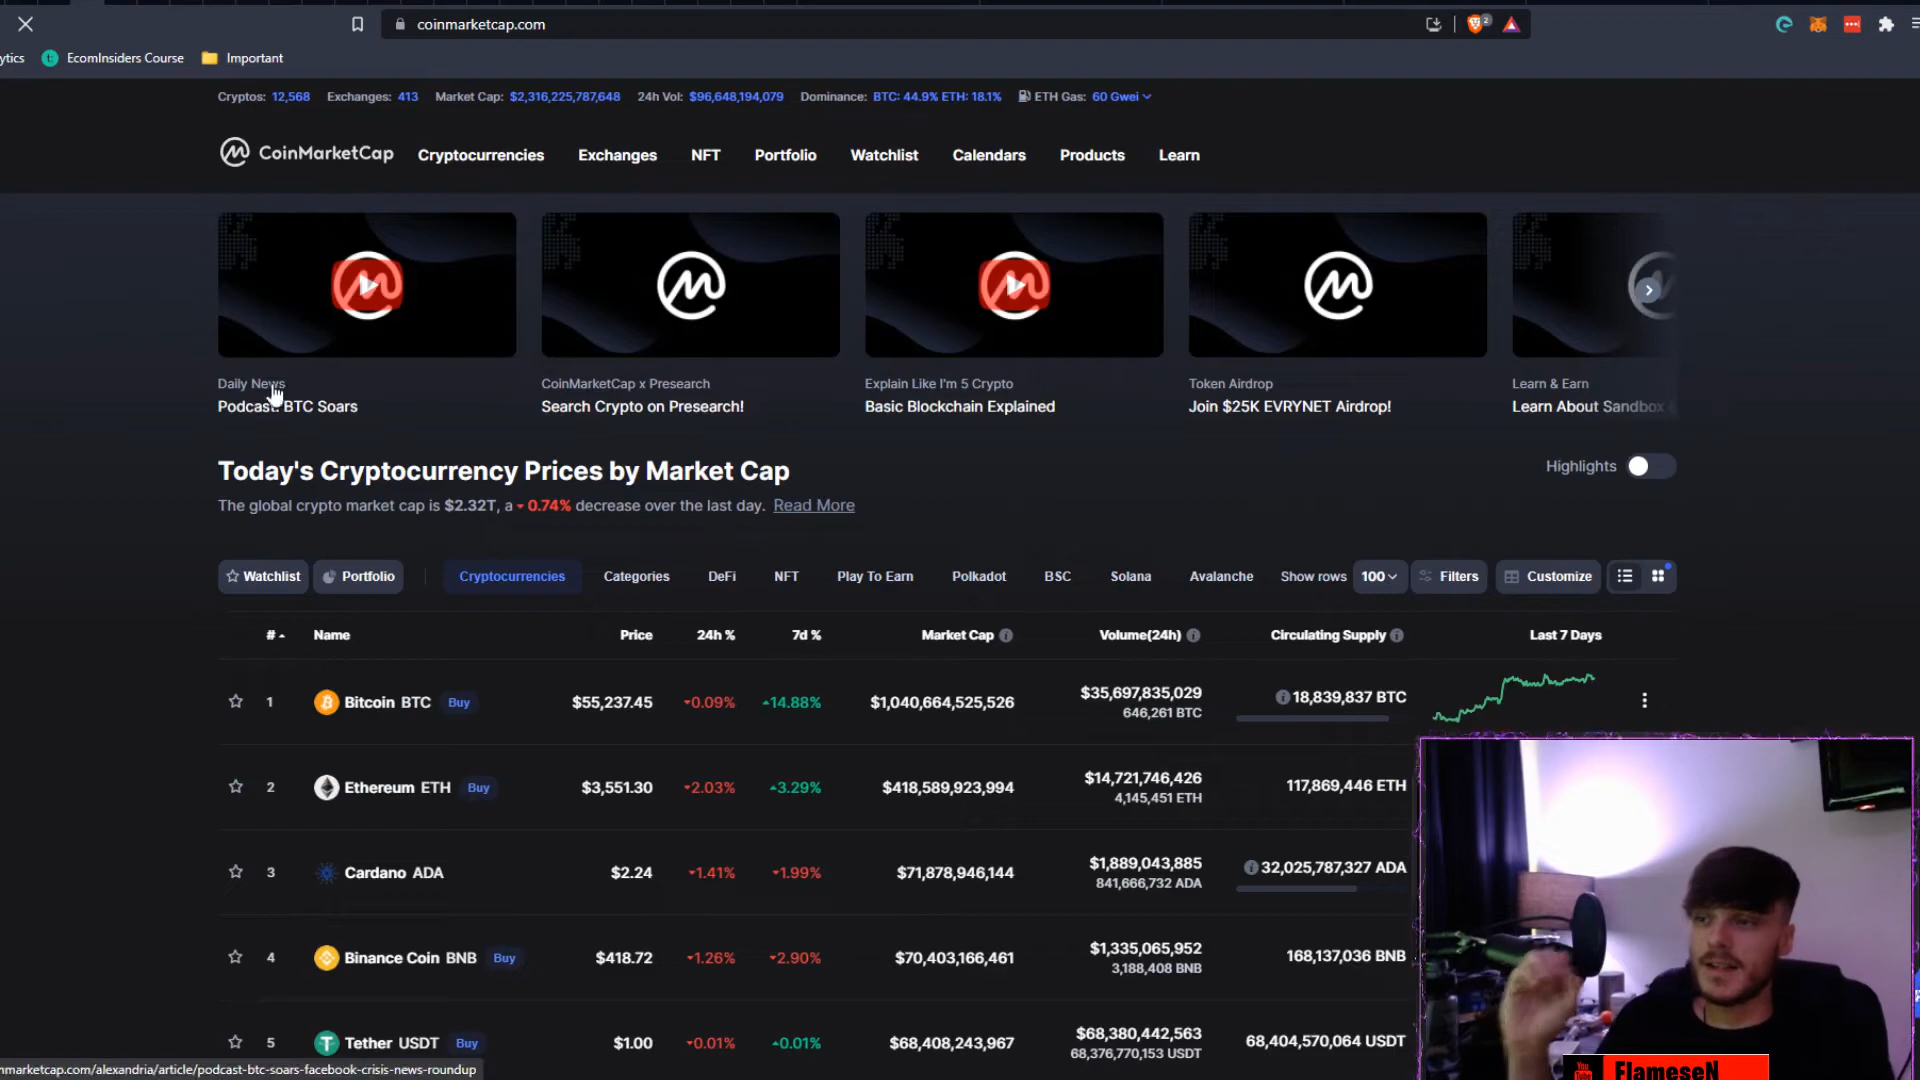 coinmarketcap.com
2
ytics EcomInsiders Course Important
Cryptos: 12,568 Exchanges: 413 Market Cap: $2,316,225,787,648 24h Vol: $96,648,194,079 Dominance: BTC: 44.9% ETH: 18.1% ETH Gas: 60 Gwei
CoinMarketCap Cryptocurrencies Exchanges NFT Portfolio Watchlist Calendars Products Learn
Daily News CoinMarketCap x Presearch Explain Like I'm 5 Crypto Token Airdrop Learn & Earn
Podcast: BTC Soars Search Crypto on Presearch! Basic Blockchain Explained Join $25K EVRYNET Airdrop! Learn About Sandbox
Today's Cryptocurrency Prices by Market Cap Highlights
The global crypto market cap is $2.32T, a 0.74% decrease over the last day. Read More
Watchlist Portfolio Cryptocurrencies Categories DeFi NFT Play To Earn Polkadot BSC Solana Avalanche Show rows 100 Filters Customize
# Name Price 24h % 7d % Market Cap Volume(24h) Circulating Supply Last 7 Days
1 Bitcoin BTC Buy $55,237.45 0.09% 14.88% $1,040,664,525,526 $35,697,835,029 18,839,837 BTC
646,261 BTC
2 Ethereum ETH Buy $3,551.30 2.03% 3.29% $418,589,923,994 $14,721,746,426 117,869,446 ETH
4,145,451 ETH
3 Cardano ADA $2.24 1.41% 1.99% $71,878,946,144 $1,889,043,885 32,025,787,327 ADA
841,666,732 ADA
4 Binance Coin BNB Buy $418.72 1.26% 2.90% $70,403,166,461 $1,335,065,952 168,137,036 BNB
3,188,408 BNB
5 Tether USDT Buy $1.00 0.01% 0.01% $68,408,243,967 $68,380,442,563 68,404,570,064 USDT
68,376,770,153 USDT
nmarketcap.com/alexandria/article/podcast-btc-soars-facebook-crisis-news-roundup
You Tube FlameseN